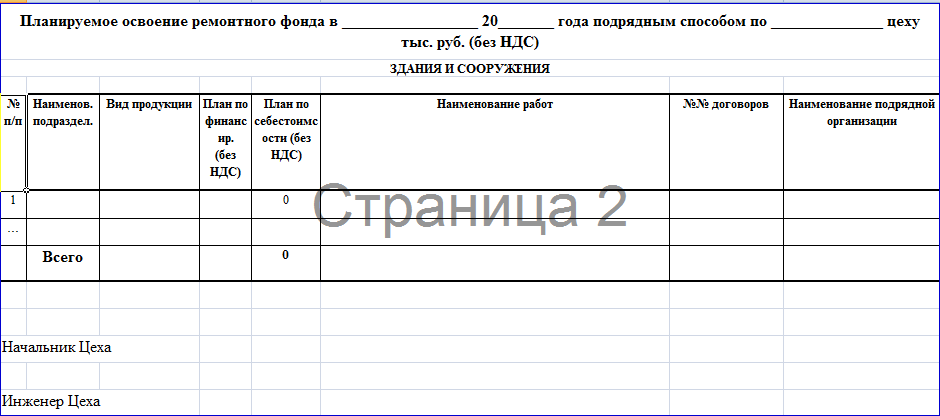 Планируемое освоение ремонтного фонда в __________________ 20_______ года подрядным способом по ______________ цеху
тыс. руб. (без НДС)
ЗДАНИЯ И СООРУЖЕНИЯ
№ п/п Наименов. подраздел. Вид продукции План по финанс ир. (без НДС) План по себестоимс ости (без НДС) Наименование работ №№ договоров Наименование подрядной организации
1 0
...
Всего 0
Страница 2
Начальник Цеха
Инженер Цеха